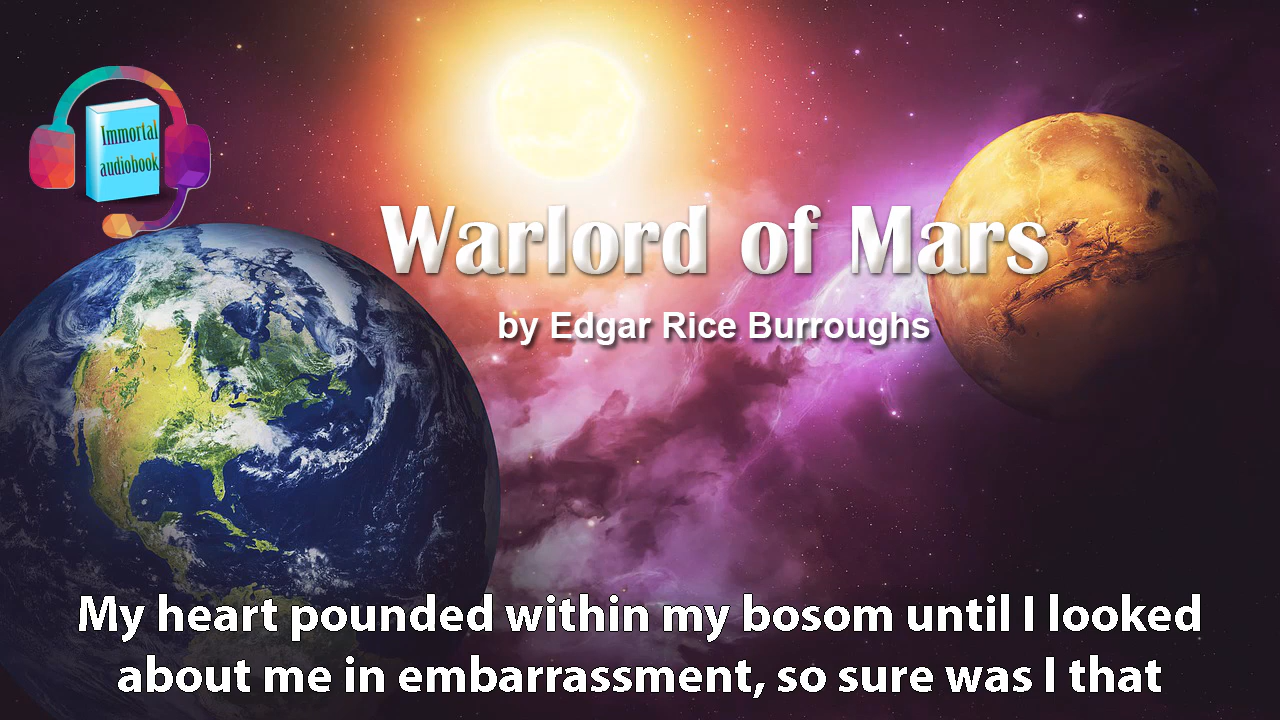 Immortal
audiobook
Warlord of Mars
by Edgar Rice Burroughs
My heart pounded within my bosom until I looked
about me in embarrassment, so sure was I that